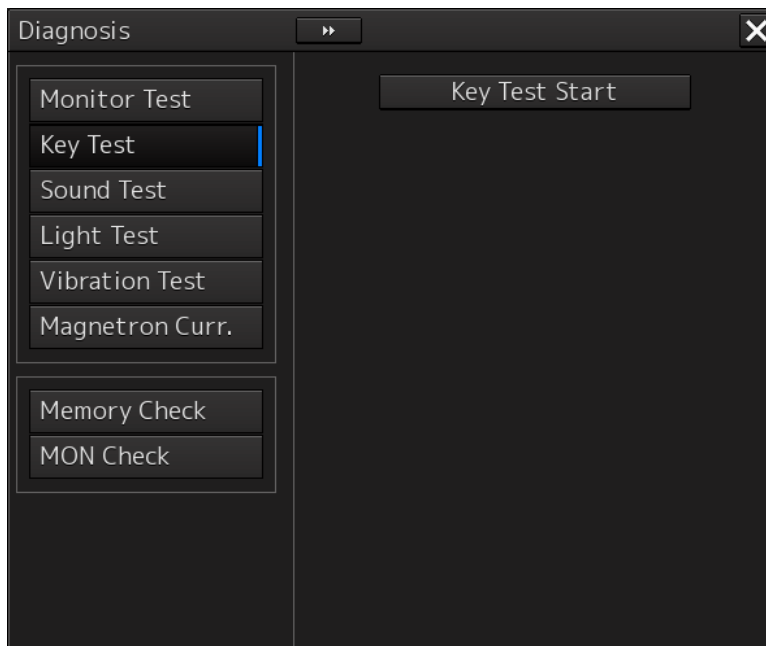 Diagnosis
Monitor Test
Key Test
Sound Test
Light Test
Vibration Test
Magnetron Curr.
Memory Check
MON Check
Key Test Start